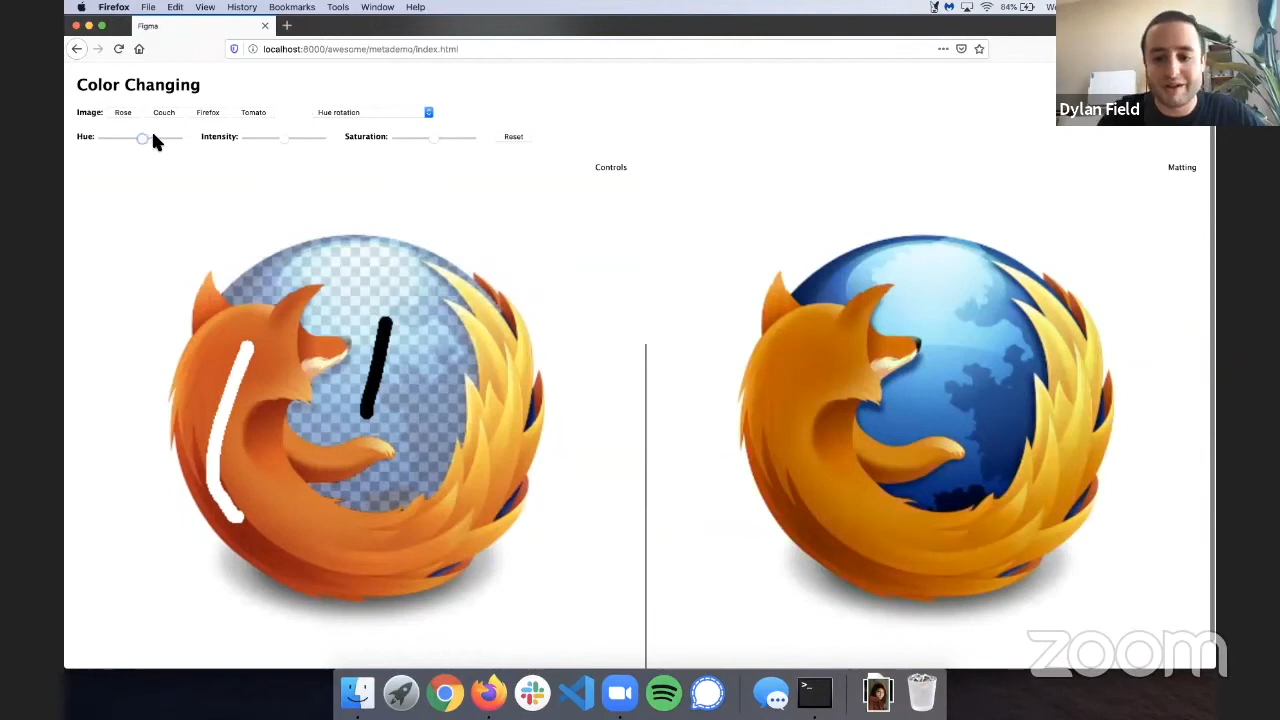 Firefox File Edit View History Bookmarks Tools Window Help 84%
Figma
localhost:8000/awesome/metademo/index.html
Dylan Field
Color Changing
Image: Rose Couch Firefox Tomato Hue rotation
Hue: Intensity: Saturation: Reset
Controls Matting
zoom